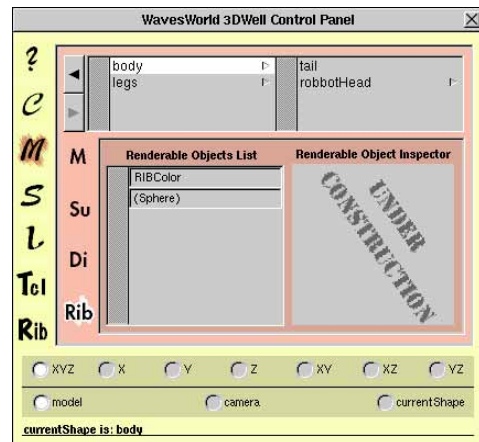 WavesWorld 3DWell Control Panel
?
C
M
S
L
Tcl
Rib
body
legs
tail
robbotHead
M
Su
Di
Rib
Renderable Objects List
RIBColor
(Sphere)
Renderable Object Inspector
UNDER
CONSTRUCTION
XYZ X Y Z XY XZ YZ
model camera currentShape
currentShape is: body